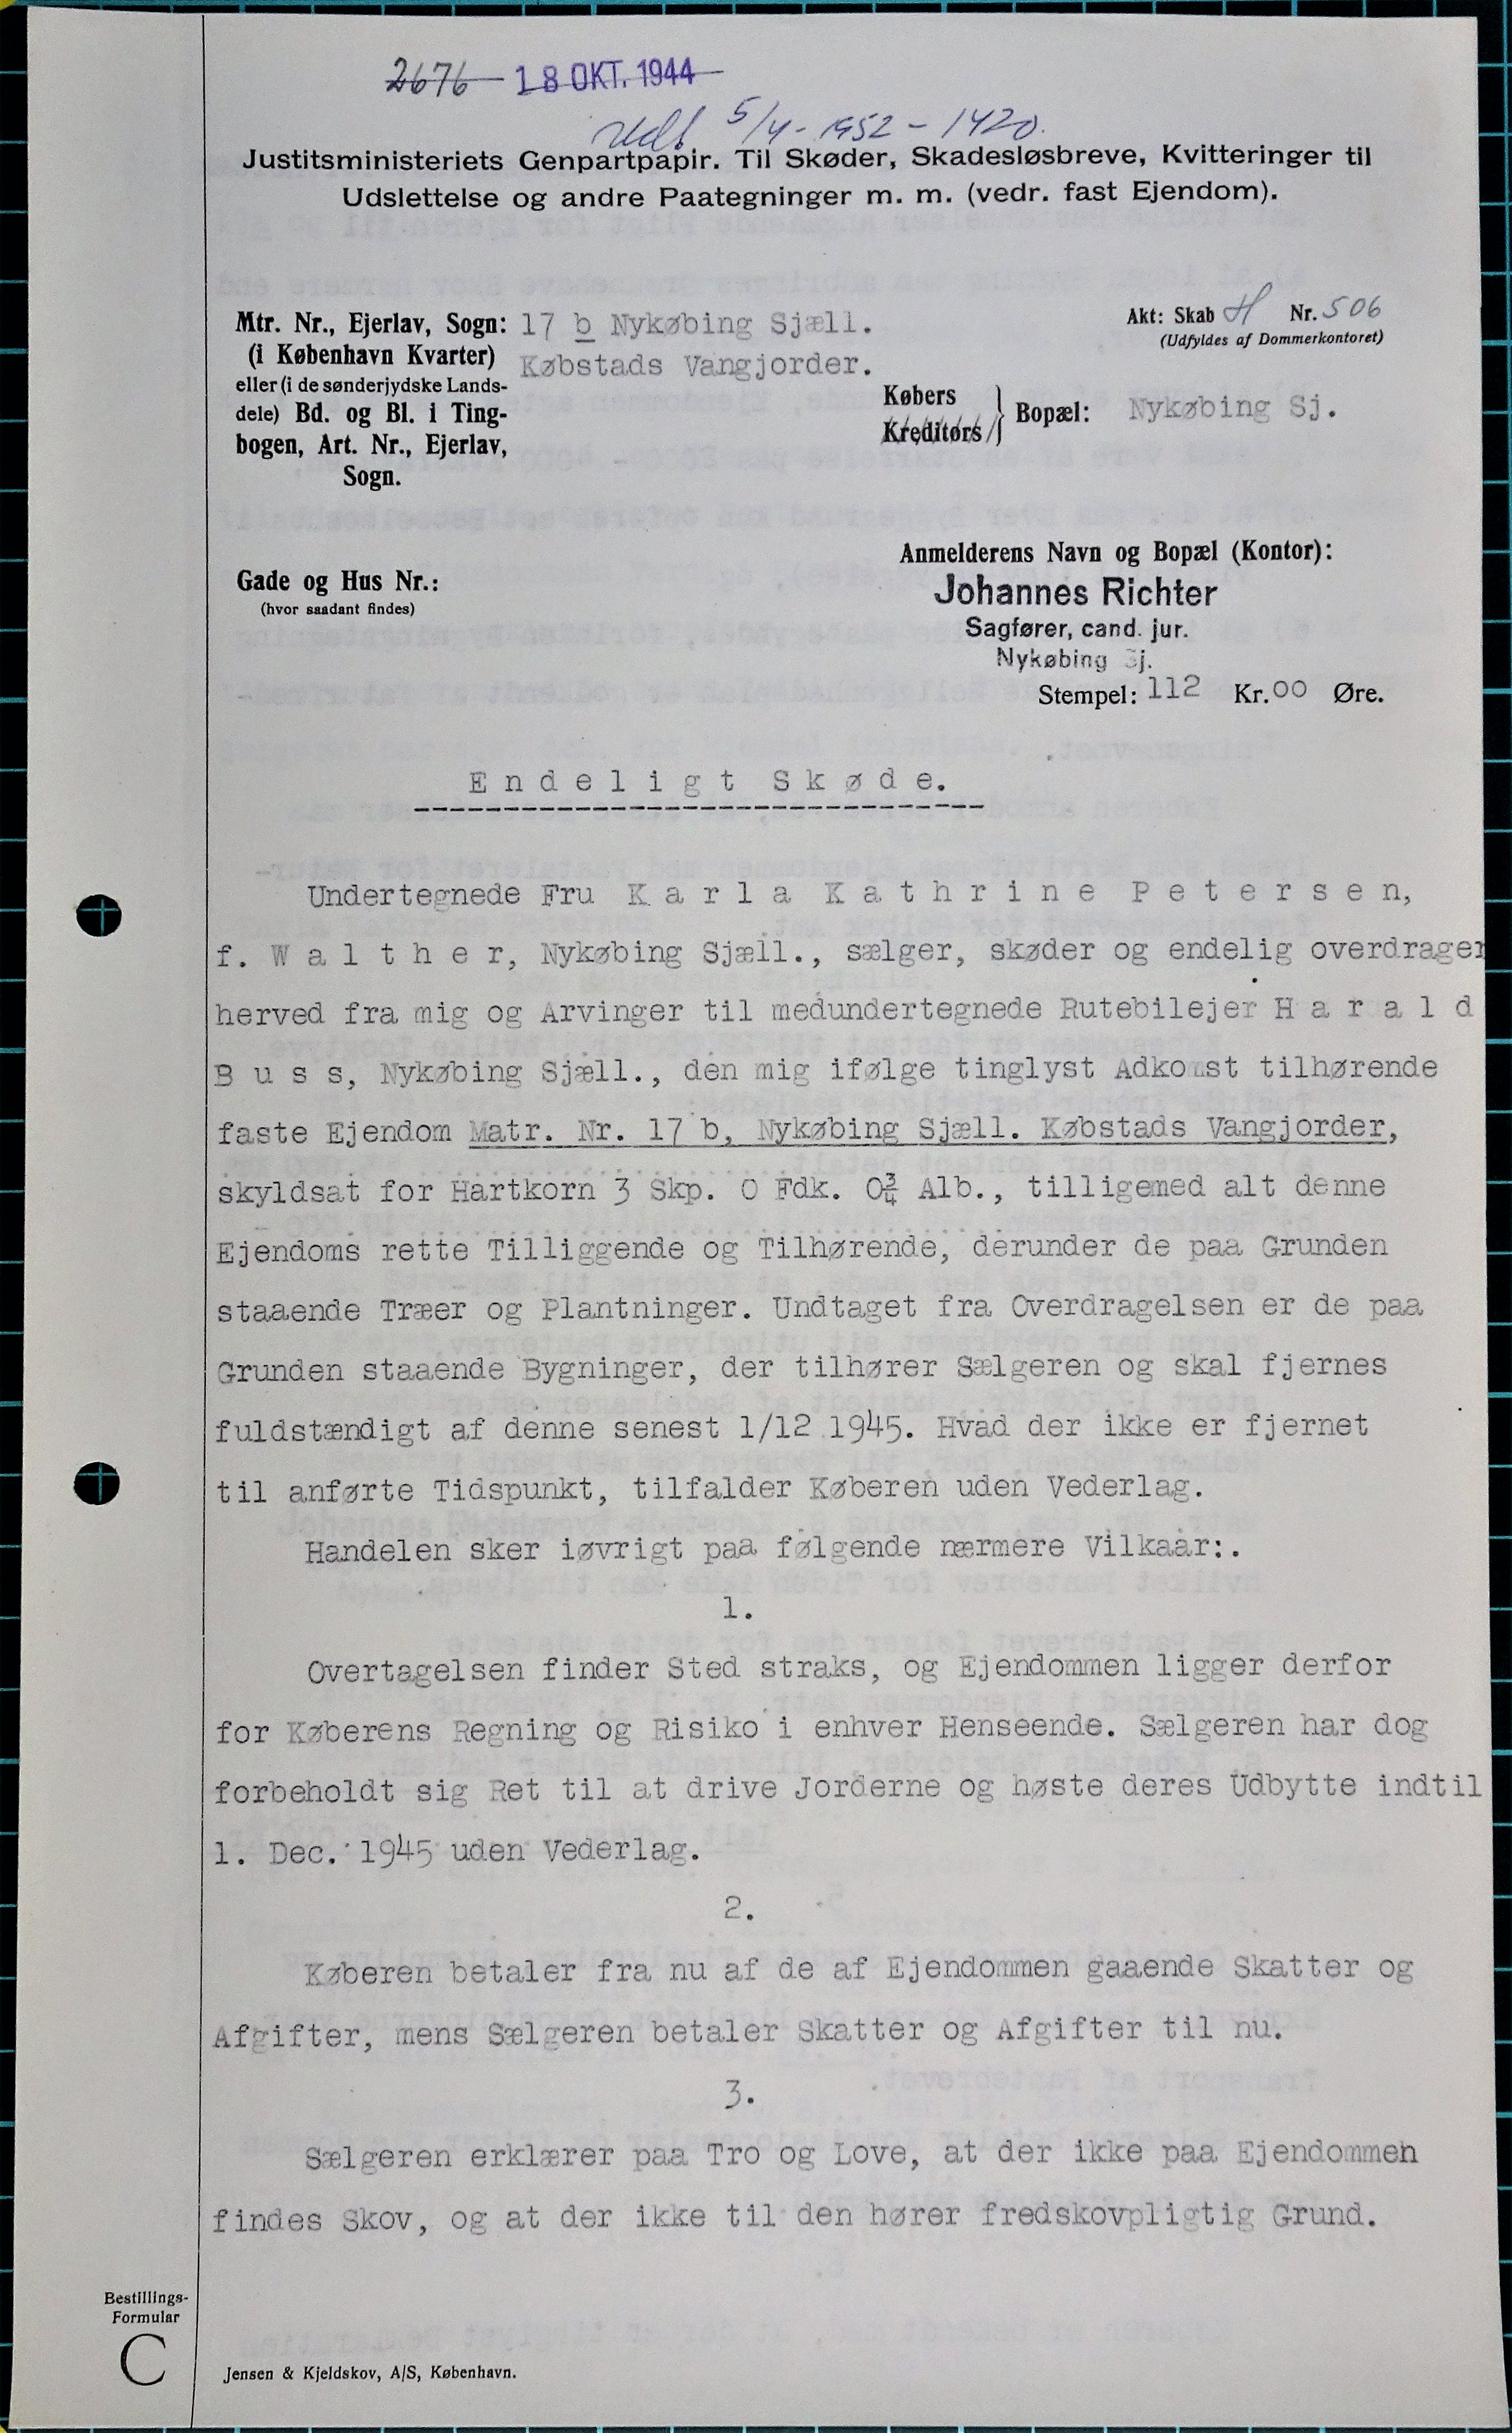 2676 18 OKT. 1944
Udl 5/4 - 1952 - 1420.
Justitsministeriets Genpartpapir. Til Skøder, Skadesløsbreve, Kvitteringer til
Udslettelse og andre Paategninger m. m. (vedr. fast Ejendom).
Mtr. Nr., Ejerlav, Sogn: 17 b Nykøbing Sjæll.
(i København Kvarter) Købstads Vangjorder.
eller (i de sønderjydske Lands-
dele) Bd. og Bl. i Ting-
bogen, Art. Nr., Ejerlav,
Sogn.
Akt: Skab H Nr. 506
(Udfyldes af Dommerkontoret)
Købers
Kreditors
Bopæl: Nykøbing Sj.
Gade og Hus Nr.:
(hvor saadant findes)
Anmelderens Navn og Bopæl (Kontor):
Johannes Richter
Sagfører, cand. jur.
Nykøbing Sj.
Stempel: 112 Kr. 00 Øre.
Endeligt Skøde.
Undertegnede Fru Karla Kathrine Petersen,
f. Walther, Nykøbing Sjæll., sælger, skøder og endelig overdrager
herved fra mig og Arvinger til medundertegnede Rutebilejer Harald
Buss, Nykøbing Sjæll., den mig ifølge tinglyst Adkomst tilhørende
faste Ejendom Matr. Nr. 17 b, Nykøbing Sjæll. Købstads Vangjorder,
skyldsat for Hartkorn 3 Skp. 0 Fdk. 0¾ Alb., tilligemed alt denne
Ejendoms rette Tilliggende og Tilhørende, derunder de paa Grunden
staaende Træer og Plantninger. Undtaget fra Overdragelsen er de paa
Grunden staaende Bygninger, der tilhører Sælgeren og skal fjernes
fuldstændigt af denne senest 1/12 1945. Hvad der ikke er fjernet
til anførte Tidspunkt, tilfalder Køberen uden Vederlag.
Handelen sker iøvrigt paa følgende nærmere Vilkaar:.
1.
Overtagelsen finder Sted straks, og Ejendommen ligger derfor
for Køberens Regning og Risiko i enhver Henseende. Sælgeren har dog
forbeholdt sig Ret til at drive Jorderne og høste deres Udbytte indtil
1. Dec. 1945 uden Vederlag.
2.
Køberen betaler fra nu af de af Ejendommen gaaende Skatter og
Afgifter, mens Sælgeren betaler Skatter og Afgifter til nu.
3.
Sælgeren erklærer paa Tro og Love, at der ikke paa Ejendommen
findes Skov, og at der ikke til den hører fredskovpligtig Grund.
Bestillings-
Formular
C
Jensen & Kjeldskov, A/S, København.